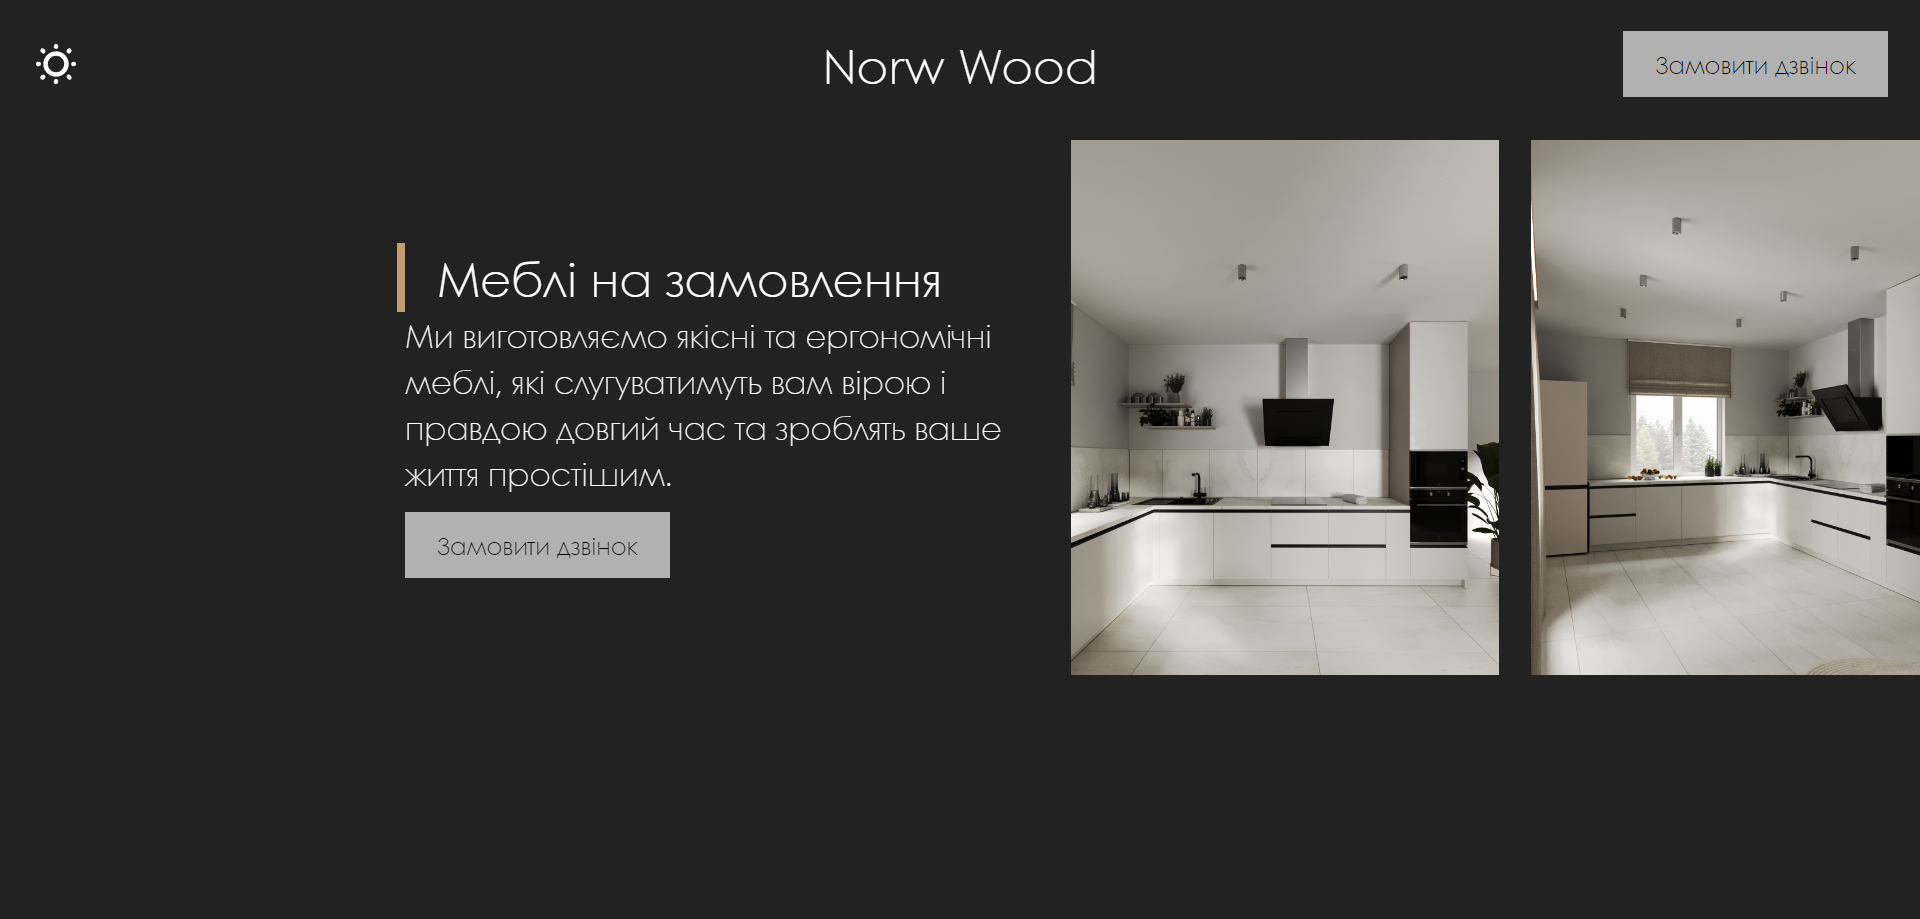 Norw Wood
Замовити дзвінок
Меблі на замовлення
Ми виготовляємо якісні та ергономічні
меблі, які слугуватимуть вам вірою і
правдою довгий час та зроблять ваше
життя простішим.
Замовити дзвінок